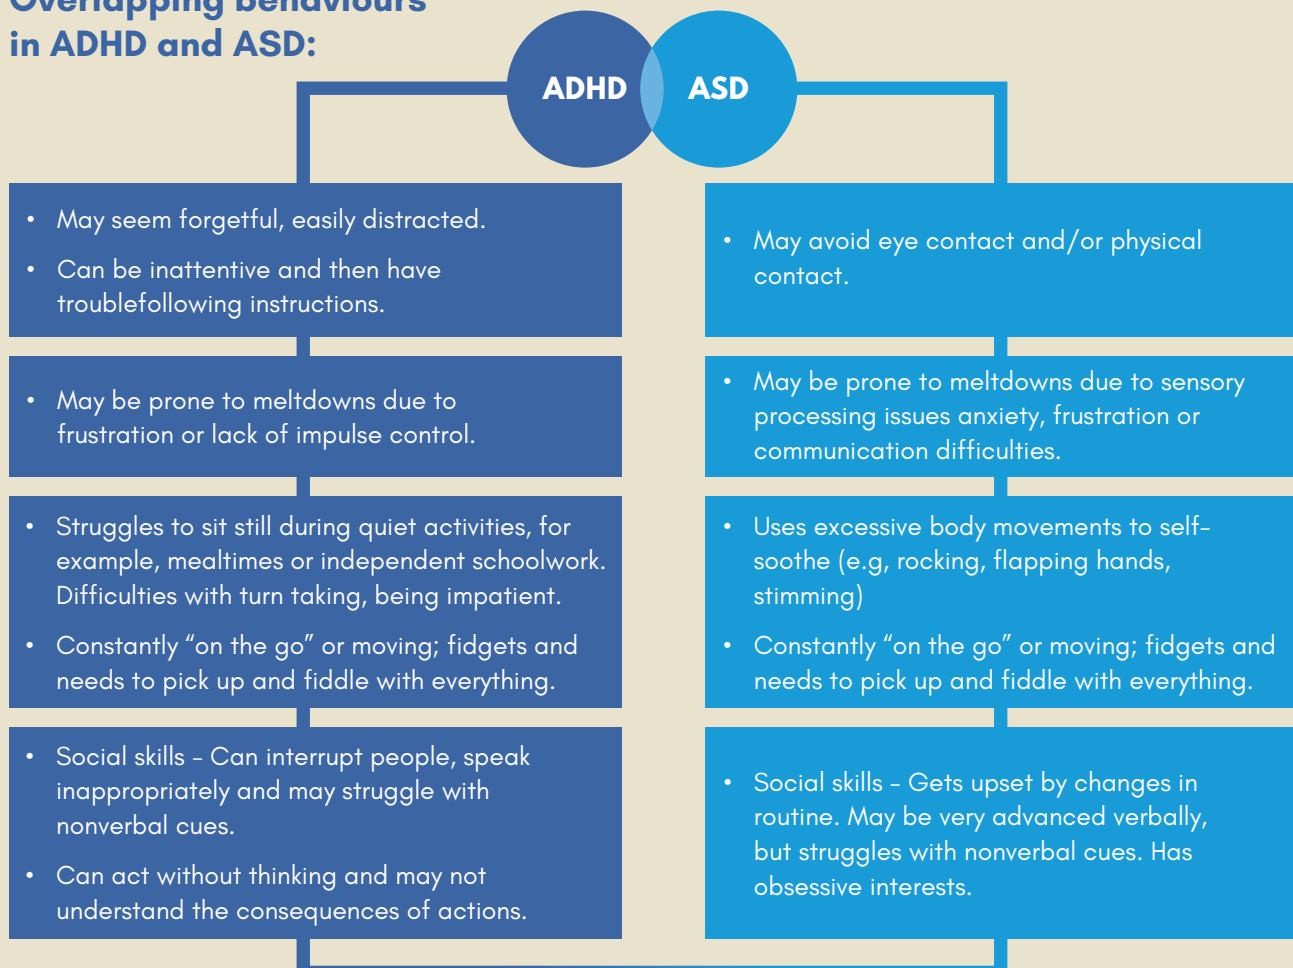 Overlapping behaviours
in ADHD and ASD:
ADHD
ASD
• May seem forgetful, easily distracted.
• Can be inattentive and then have
troublefollowing instructions.
• May be prone to meltdowns due to
frustration or lack of impulse control.
• Struggles to sit still during quiet activities, for
example, mealtimes or independent schoolwork.
Difficulties with turn taking, being impatient.
• Constantly “on the go” or moving; fidgets and
needs to pick up and fiddle with everything.
• Social skills - Can interrupt people, speak
inappropriately and may struggle with
nonverbal cues.
• Can act without thinking and may not
understand the consequences of actions.
• May avoid eye contact and/or physical
contact.
• May be prone to meltdowns due to sensory
processing issues anxiety, frustration or
communication difficulties.
• Uses excessive body movements to self-
soothe (e.g, rocking, flapping hands,
stimming)
• Constantly “on the go” or moving; fidgets and
needs to pick up and fiddle with everything.
• Social skills - Gets upset by changes in
routine. May be very advanced verbally,
but struggles with nonverbal cues. Has
obsessive interests.